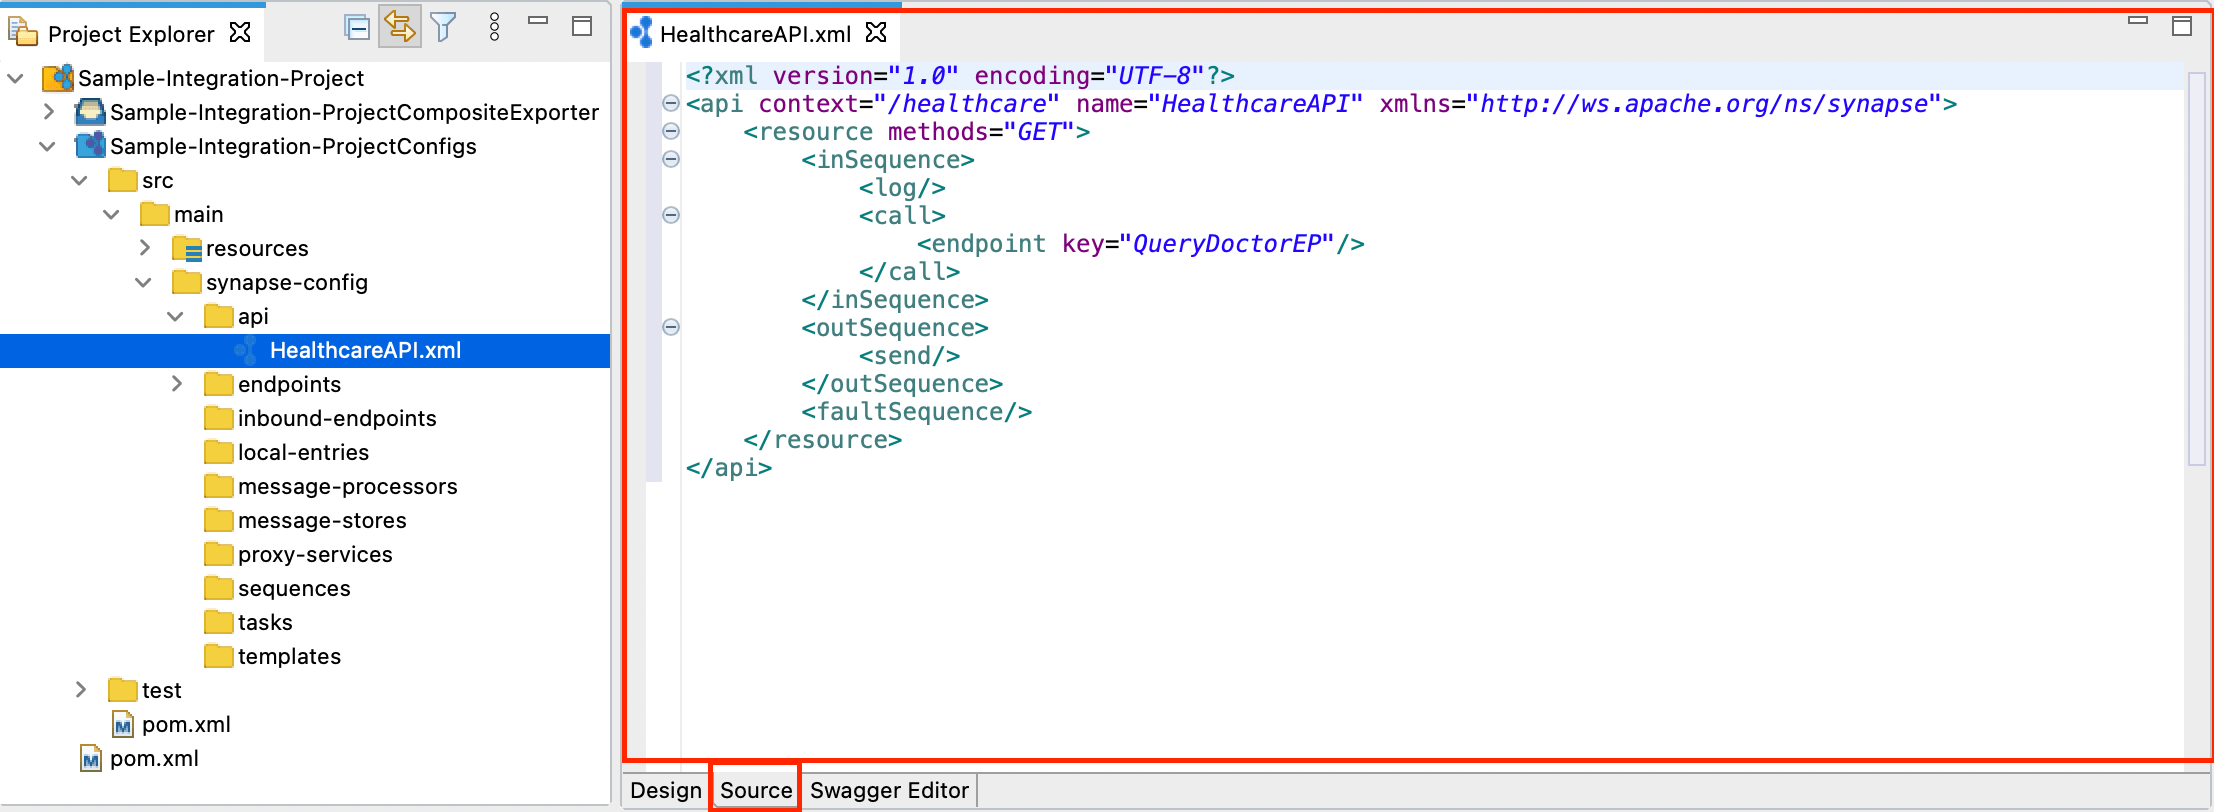 Project Explorer
Sample-Integration-Project
Sample-Integration-ProjectCompositeExporter
Sample-Integration-ProjectConfigs
src
main
resources
synapse-config
api
HealthcareAPI.xml
endpoints
inbound-endpoints
local-entries
message-processors
message-stores
proxy-services
sequences
tasks
templates
test
pom.xml
pom.xml
HealthcareAPI.xml
<?xml version="1.0" encoding="UTF-8"?>
<api context="/healthcare" name="HealthcareAPI" xmlns="http://ws.apache.org/ns/synapse">
<resource methods="GET">
<inSequence>
<log/>
<call>
<endpoint key="QueryDoctorEP"/>
</call>
</inSequence>
<outSequence>
<send/>
</outSequence>
<faultSequence/>
</resource>
</api>
Design Source Swagger Editor